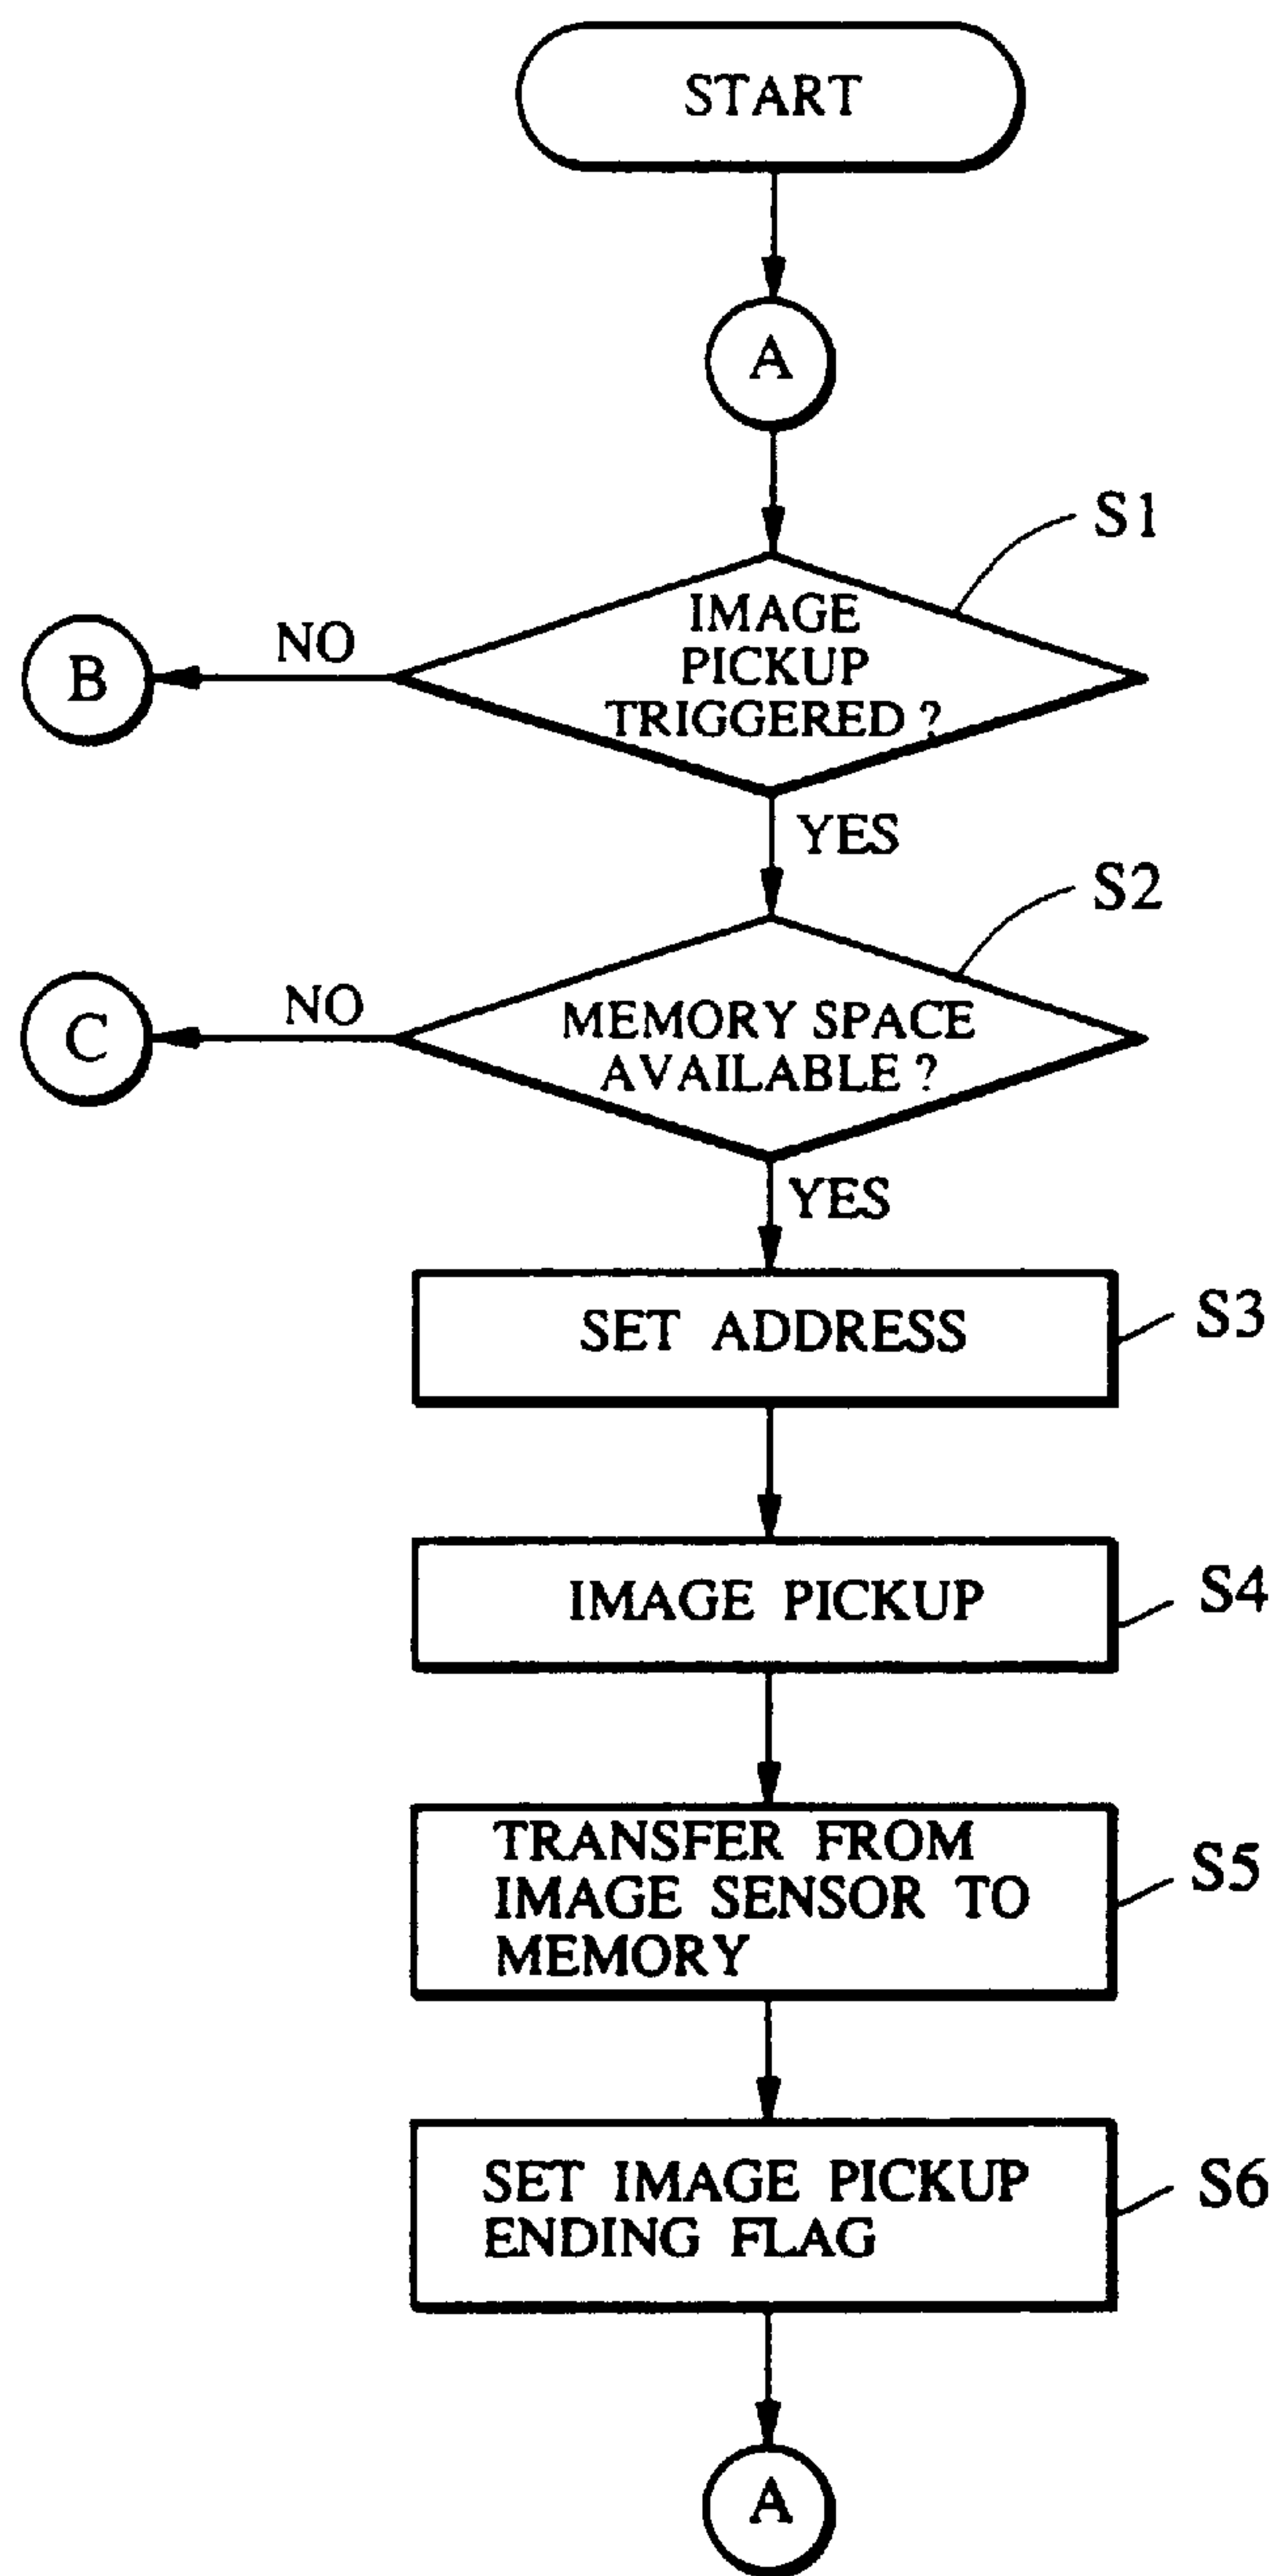 START
A
S1
IMAGE
PICKUP
TRIGGERED ?
NO
B
YES
S2
MEMORY SPACE
AVAILABLE ?
NO
C
YES
SET ADDRESS
S3
IMAGE PICKUP
S4
TRANSFER FROM
IMAGE SENSOR TO
MEMORY
S5
SET IMAGE PICKUP
ENDING FLAG
S6
A